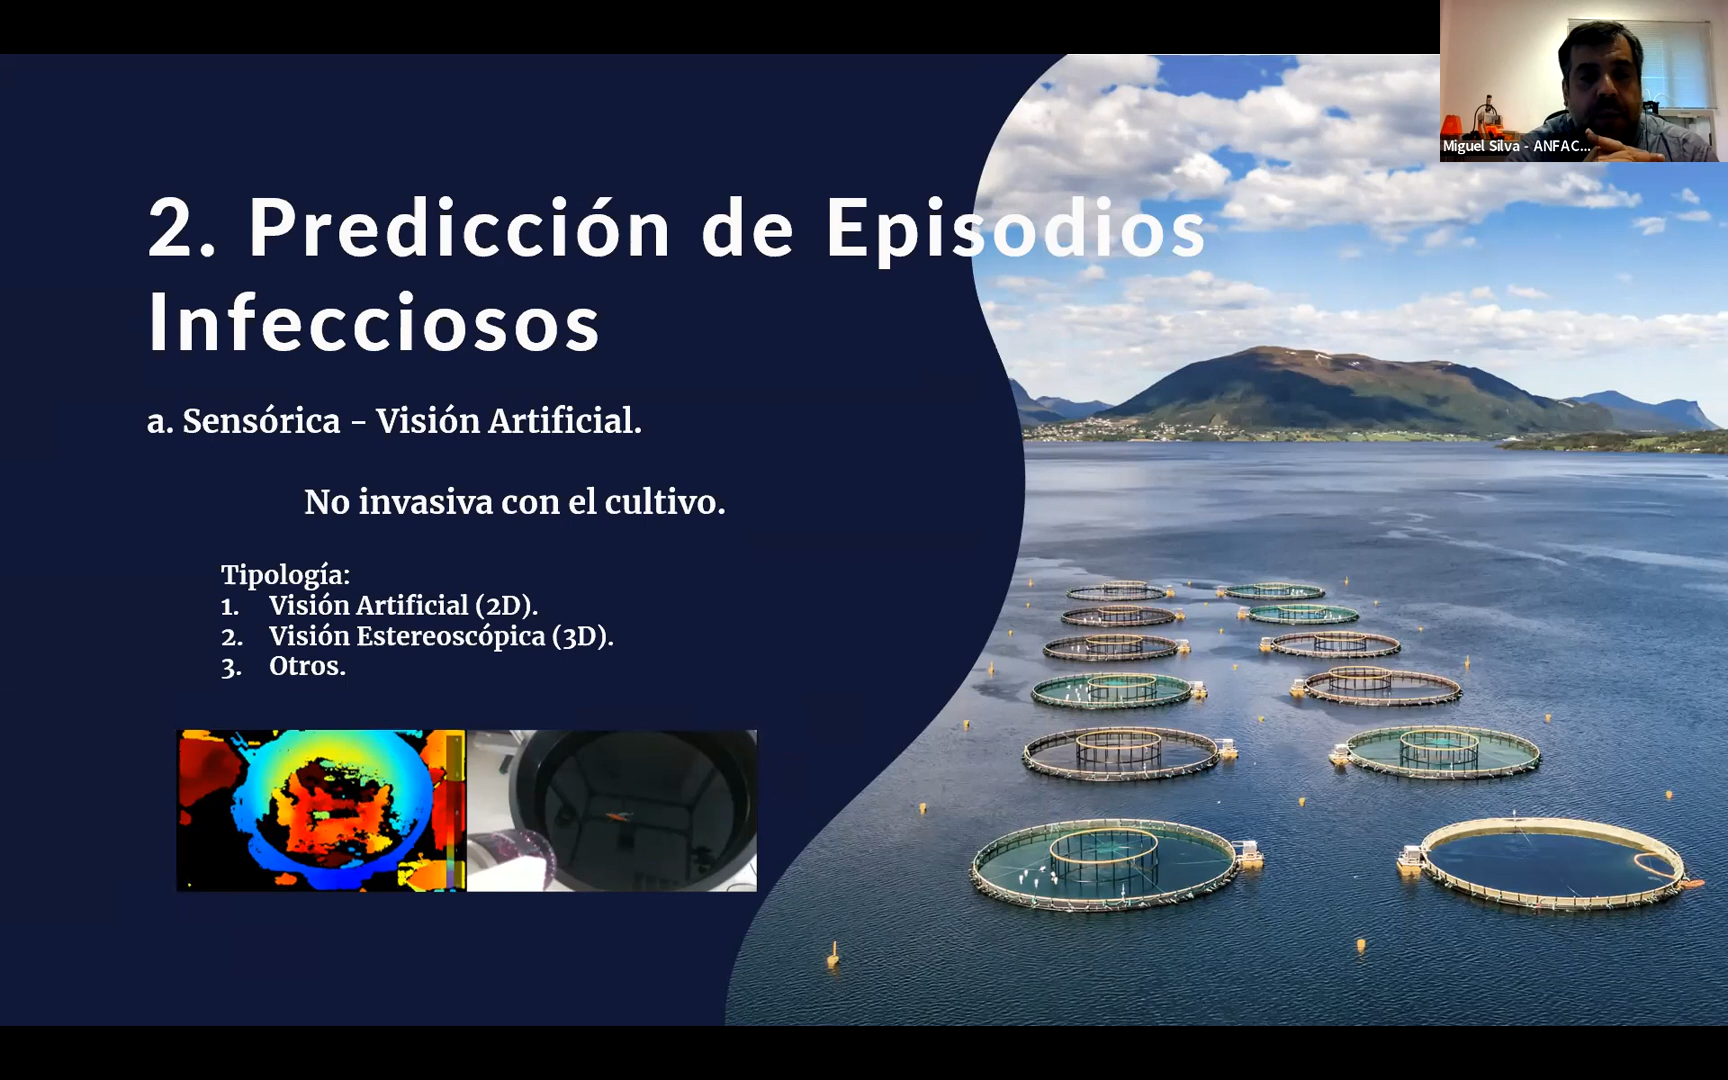 Miguel Silva - ANFAC...
2. Predicción de Episodios
Infecciosos
a. Sensórica - Visión Artificial.
No invasiva con el cultivo.
Tipología:
1. Visión Artificial (2D).
2. Visión Estereoscópica (3D).
3. Otros.